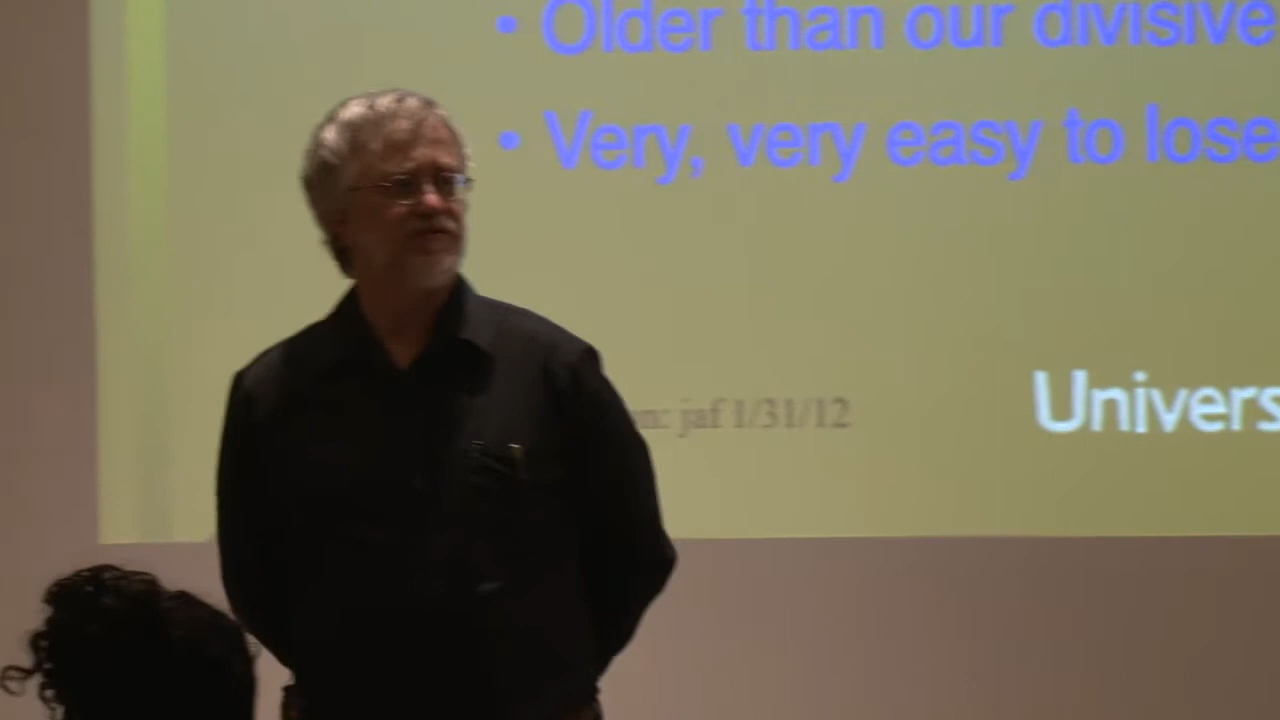 • Older than our divisive
• Very, very easy to lose
n: jaf 1/31/12
Univers